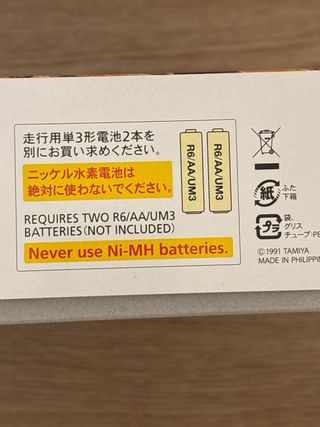 走行用単3形電池2本を
別にお買い求めください。
ニッケル水素電池は
絶対に使わないでください。
REQUIRES TWO R6/AA/UM3
BATTERIES (NOT INCLUDED)
Never use Ni-MH batteries.
R6/AA/UM3
R6/AA/UM3
紙
ふた
下箱
プラ
袋、
グリス
チューブ:PE
©1991 TAMIYA
MADE IN PHILIPPIN